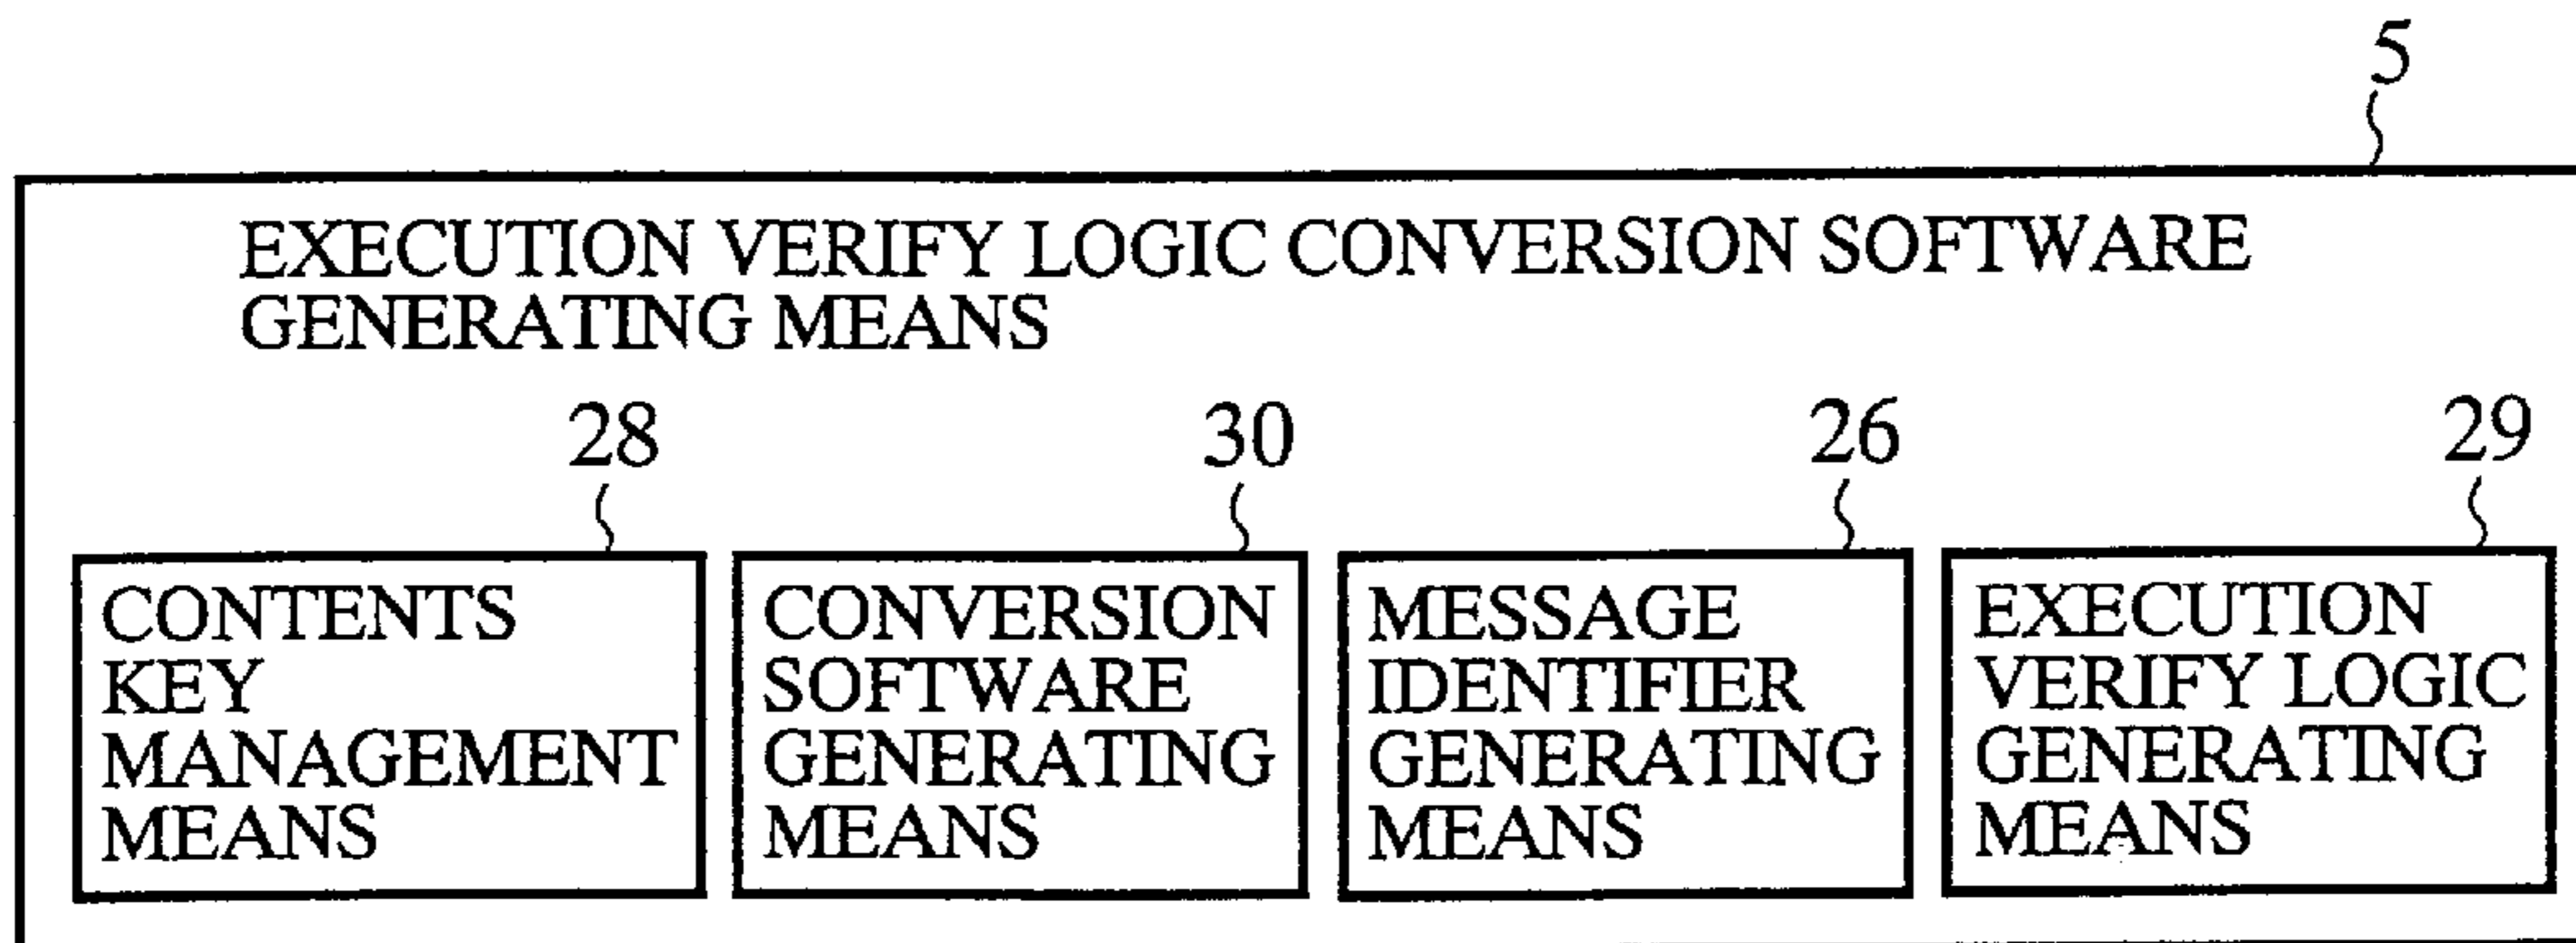 5
EXECUTION VERIFY LOGIC CONVERSION SOFTWARE
GENERATING MEANS
28
CONTENTS
KEY
MANAGEMENT
MEANS
30
CONVERSION
SOFTWARE
GENERATING
MEANS
26
MESSAGE
IDENTIFIER
GENERATING
MEANS
29
EXECUTION
VERIFY LOGIC
GENERATING
MEANS